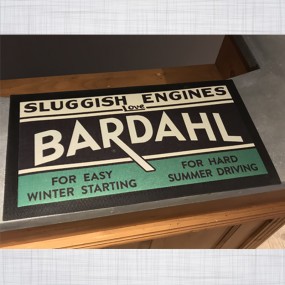 SLUGGISH ENGINES
Love
BARDAHL
FOR EASY
WINTER STARTING
FOR HARD
SUMMER DRIVING